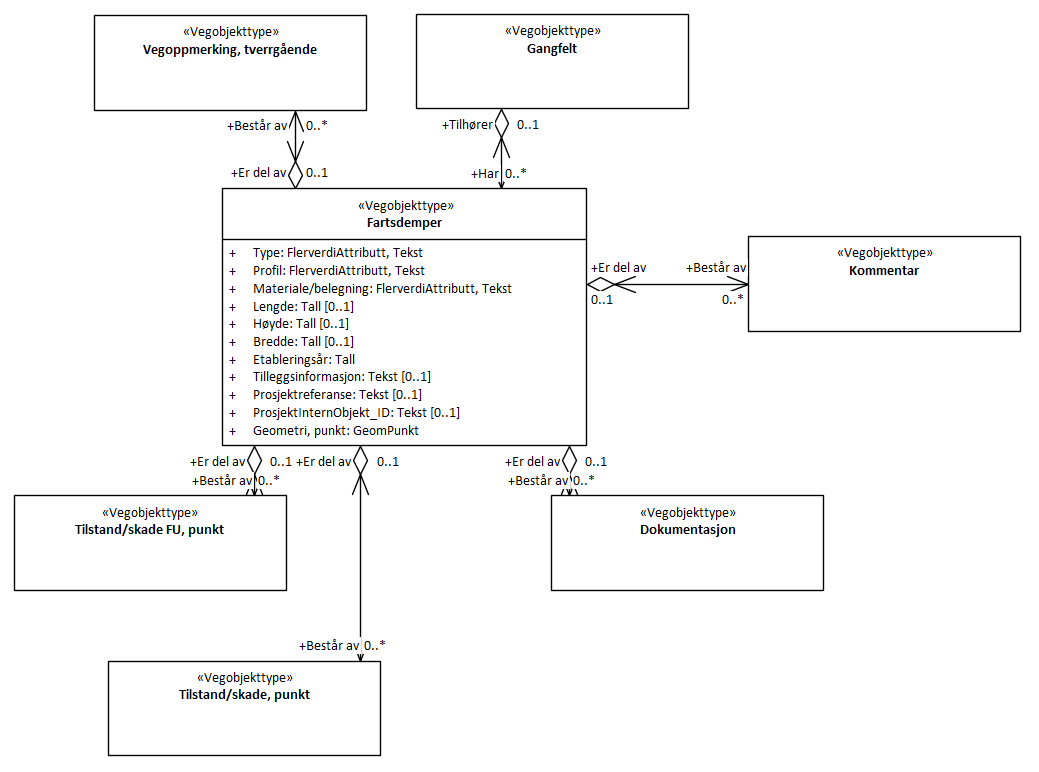 «Vegobjekttype»
Vegoppmerking, tverrgående
«Vegobjekttype»
Gangfelt
+Består av 0..*
+Tilhører 0..1
+Er del av 0..1
+Har 0..*
«Vegobjekttype»
Fartsdemper
+ Type: FlerverdiAttributt, Tekst
+ Profil: FlerverdiAttributt, Tekst
+ Materiale/belegning: FlerverdiAttributt, Tekst
+ Lengde: Tall [0..1]
+ Høyde: Tall [0..1]
+ Bredde: Tall [0..1]
+ Etableringsår: Tall
+ Tilleggsinformasjon: Tekst [0..1]
+ Prosjektreferanse: Tekst [0..1]
+ ProsjektInternObjekt_ID: Tekst [0..1]
+ Geometri, punkt: GeomPunkt
+Er del av +Består av
0..1 0..*
«Vegobjekttype»
Kommentar
+Er del av 0..1 +Er del av 0..1
+Består av 0..*
+Er del av 0..1
+Består av 0..*
«Vegobjekttype»
Tilstand/skade FU, punkt
«Vegobjekttype»
Dokumentasjon
+Består av 0..*
«Vegobjekttype»
Tilstand/skade, punkt